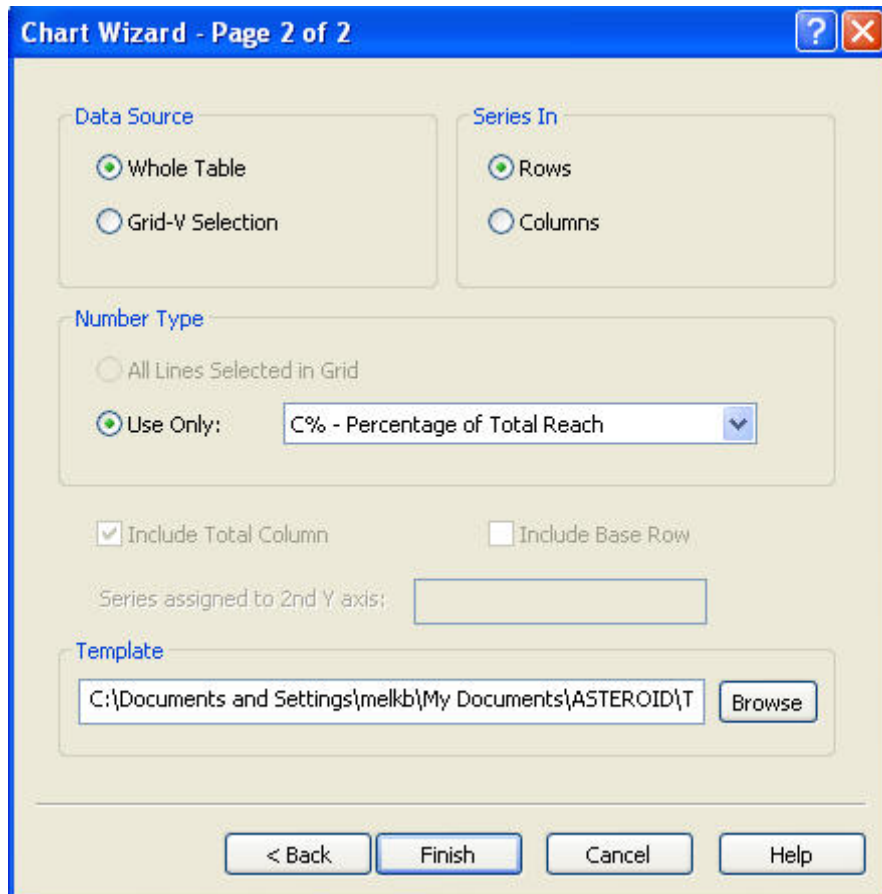 Chart Wizard - Page 2 of 2
?
Data Source
Series In
Whole Table
Rows
Grid-V Selection
Columns
Number Type
All Lines Selected in Grid
Use Only: C% - Percentage of Total Reach
Include Total Column
Include Base Row
Series assigned to 2nd Y axis:
Template
C:\Documents and Settings\melkb\My Documents\ASTEROID\T
Browse
< Back
Finish
Cancel
Help